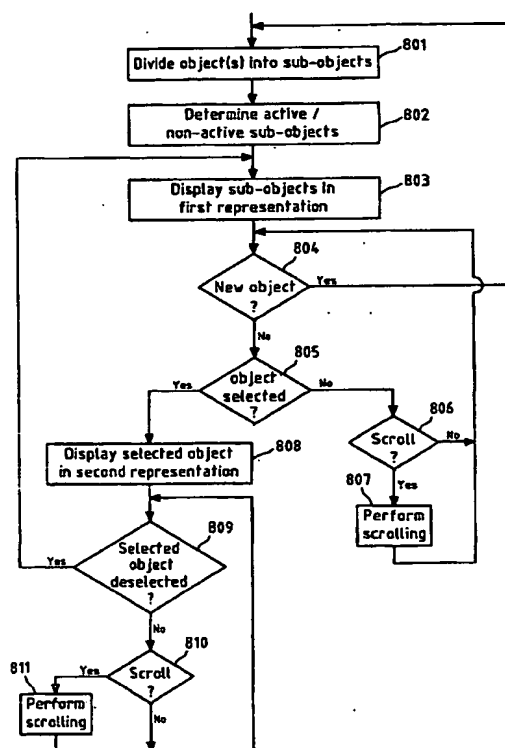 801
Divide object(s) into sub-objects
802
Determine active /
non-active sub-objects
803
Display sub-objects in
first representation
804
New object
?
Yes
No
805
object
selected
?
Yes
No
806
Scroll
?
No
Yes
807
Perform
scrolling
808
Display selected object
in second representation
809
Selected
object
deselected
?
Yes
No
810
Scroll
?
Yes
No
811
Perform
scrolling